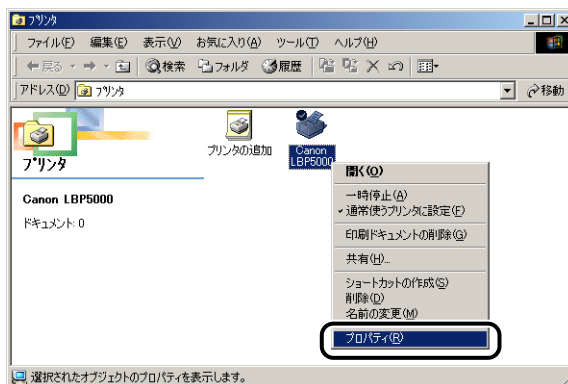 プリンタ
ファイル(F) 編集(E) 表示(V) お気に入り(A) ツール(T) ヘルプ(H)
戻る 検索 フォルダ 履歴
アドレス(D) プリンタ 移動
プリンタ
Canon LBP5000
ドキュメント: 0
プリンタの追加
Canon
LBP5000
開く(O)
一時停止(A)
通常使うプリンタに設定(F)
印刷ドキュメントの削除(G)
共有(H)...
ショートカットの作成(S)
削除(D)
名前の変更(M)
プロパティ(R)
選択されたオブジェクトのプロパティを表示します。